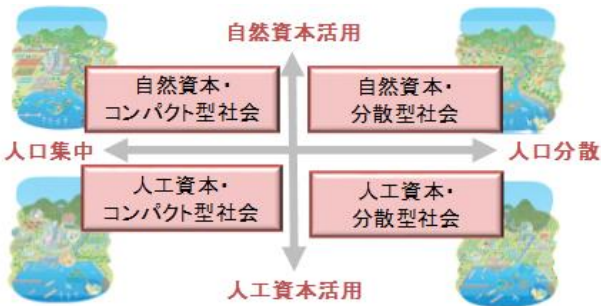 自然資本活用
自然資本・
コンパクト型社会
自然資本・
分散型社会
人口集中
人口分散
人工資本・
コンパクト型社会
人工資本・
分散型社会
人工資本活用